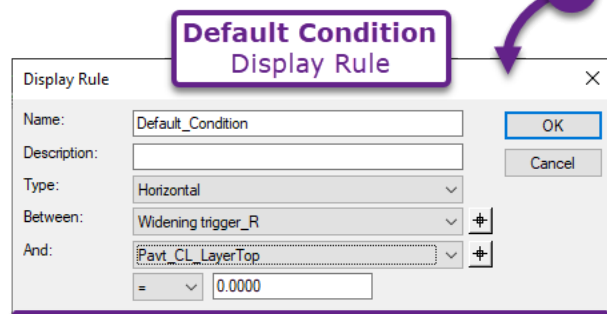 Default Condition
Display Rule
Display Rule
Name: Default_Condition OK
Description: Cancel
Type: Horizontal
Between: Widening trigger_R
And: Pavt_CL_LayerTop
= 0.0000